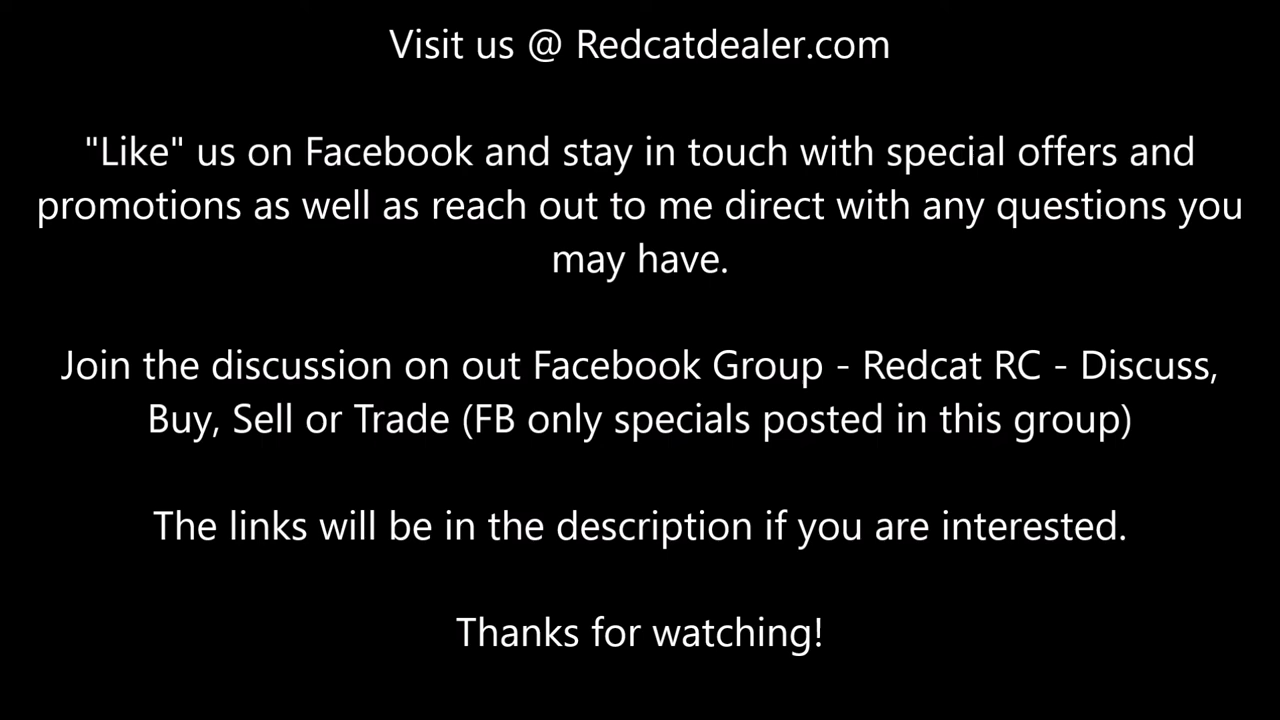 Visit us @ Redcatdealer.com
"Like" us on Facebook and stay in touch with special offers and
promotions as well as reach out to me direct with any questions you
may have.
Join the discussion on out Facebook Group - Redcat RC - Discuss,
Buy, Sell or Trade (FB only specials posted in this group)
The links will be in the description if you are interested.
Thanks for watching!